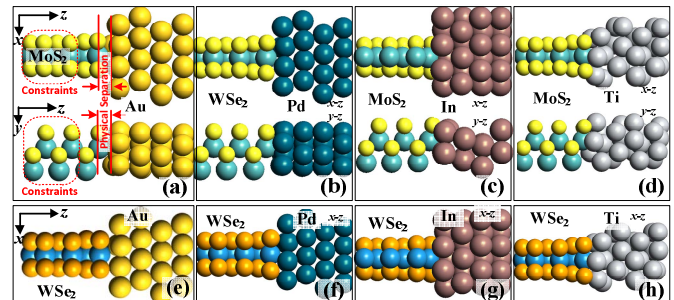 z
x
MoS2
Constraints
Physical Separation
Au
z
y
Constraints
(a)
WSe2
Pd
x-z
y-z
(b)
MoS2
In
x-z
y-z
(c)
MoS2
Ti
x-z
y-z
(d)
z
x
Au
WSe2
(e)
WSe2
Pd
x-z
(f)
WSe2
In
x-z
(g)
WSe2
Ti
x-z
(h)